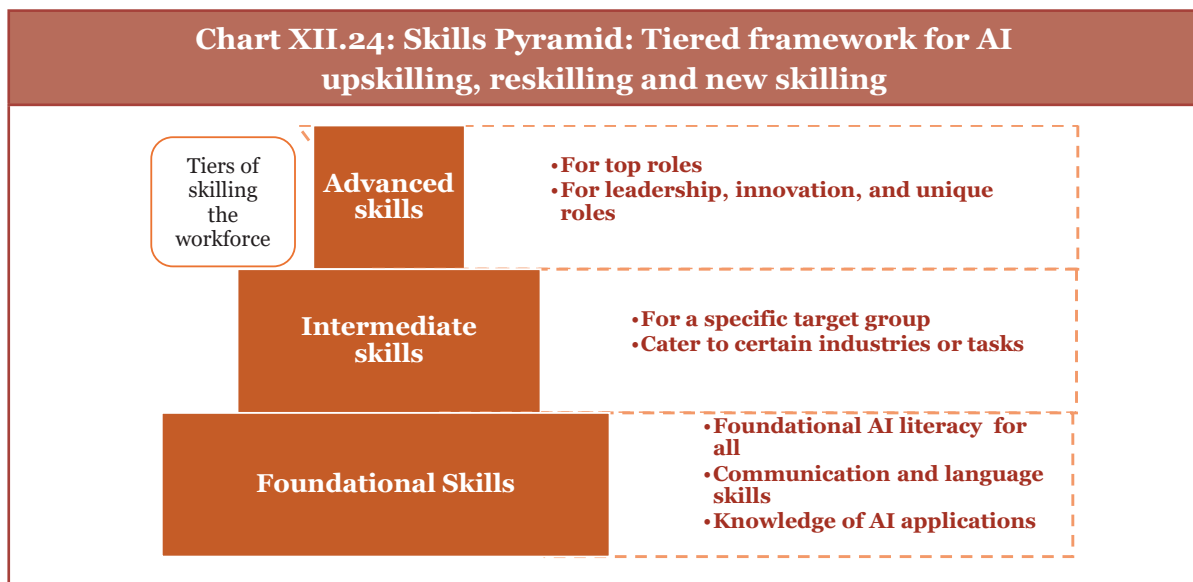 Chart XII.24: Skills Pyramid: Tiered framework for AI
upskilling, reskilling and new skilling
Tiers of
skilling
the
workforce
Advanced
skills
•For top roles
•For leadership, innovation, and unique
roles
Intermediate
skills
•For a specific target group
•Cater to certain industries or tasks
Foundational Skills
•Foundational AI literacy for
all
•Communication and language
skills
•Knowledge of AI applications